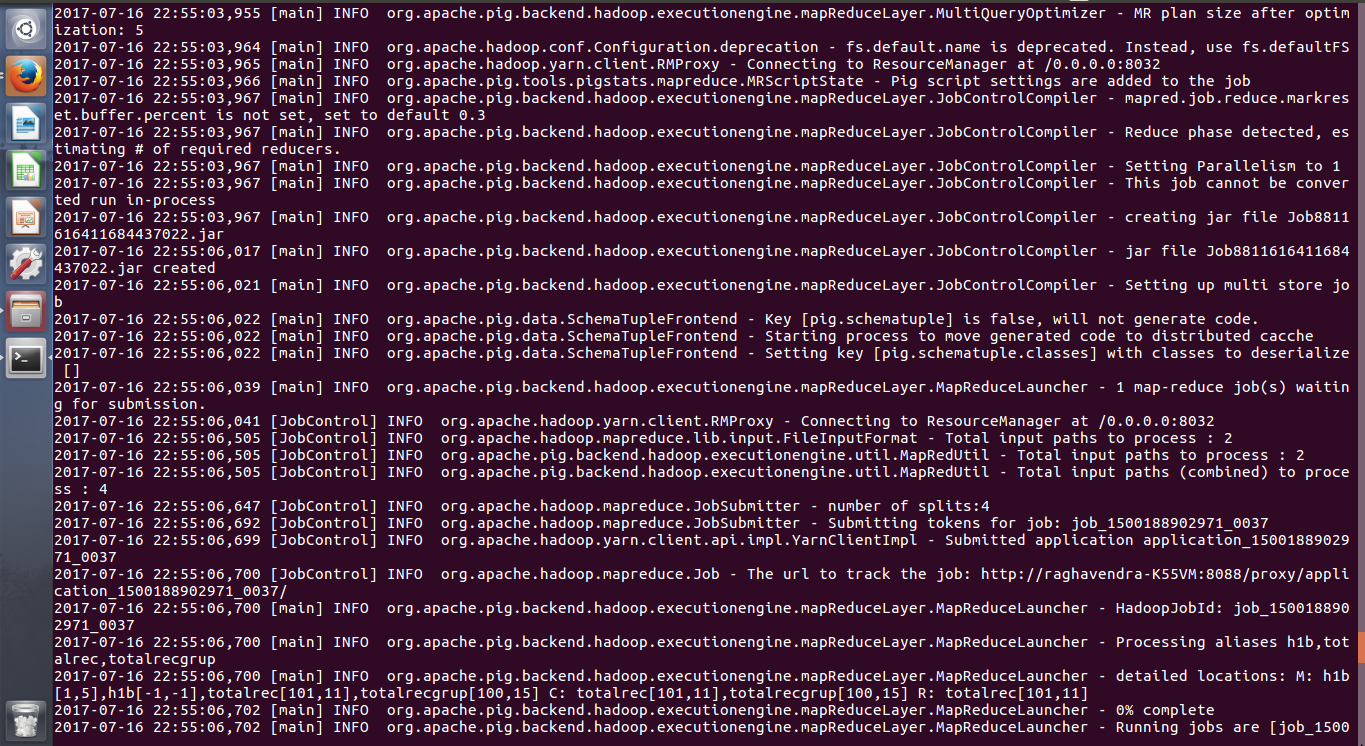 2017-07-16 22:55:03,955 [main] INFO  org.apache.pig.backend.hadoop.executionengine.mapReduceLayer.MultiQueryOptimizer - MR plan size after optim
ization: 5
2017-07-16 22:55:03,964 [main] INFO  org.apache.hadoop.conf.Configuration.deprecation - fs.default.name is deprecated. Instead, use fs.defaultFS
2017-07-16 22:55:03,965 [main] INFO  org.apache.hadoop.yarn.client.RMProxy - Connecting to ResourceManager at /0.0.0.0:8032
2017-07-16 22:55:03,966 [main] INFO  org.apache.pig.tools.pigstats.mapreduce.MRScriptState - Pig script settings are added to the job
2017-07-16 22:55:03,967 [main] INFO  org.apache.pig.backend.hadoop.executionengine.mapReduceLayer.JobControlCompiler - mapred.job.reduce.markres
et.buffer.percent is not set, set to default 0.3
2017-07-16 22:55:03,967 [main] INFO  org.apache.pig.backend.hadoop.executionengine.mapReduceLayer.JobControlCompiler - Reduce phase detected, es
timating # of required reducers.
2017-07-16 22:55:03,967 [main] INFO  org.apache.pig.backend.hadoop.executionengine.mapReduceLayer.JobControlCompiler - Setting Parallelism to 1
2017-07-16 22:55:03,967 [main] INFO  org.apache.pig.backend.hadoop.executionengine.mapReduceLayer.JobControlCompiler - This job cannot be conver
ted run in-process
2017-07-16 22:55:03,967 [main] INFO  org.apache.pig.backend.hadoop.executionengine.mapReduceLayer.JobControlCompiler - creating jar file Job8811
616411684437022.jar
2017-07-16 22:55:06,017 [main] INFO  org.apache.pig.backend.hadoop.executionengine.mapReduceLayer.JobControlCompiler - jar file Job8811616411684
437022.jar created
2017-07-16 22:55:06,021 [main] INFO  org.apache.pig.backend.hadoop.executionengine.mapReduceLayer.JobControlCompiler - Setting up multi store jo
b
2017-07-16 22:55:06,022 [main] INFO  org.apache.pig.data.SchemaTupleFrontend - Key [pig.schematuple] is false, will not generate code.
2017-07-16 22:55:06,022 [main] INFO  org.apache.pig.data.SchemaTupleFrontend - Starting process to move generated code to distributed cacche
2017-07-16 22:55:06,022 [main] INFO  org.apache.pig.data.SchemaTupleFrontend - Setting key [pig.schematuple.classes] with classes to deserialize
 []
2017-07-16 22:55:06,039 [main] INFO  org.apache.pig.backend.hadoop.executionengine.mapReduceLayer.MapReduceLauncher - 1 map-reduce job(s) waitin
g for submission.
2017-07-16 22:55:06,041 [JobControl] INFO  org.apache.hadoop.yarn.client.RMProxy - Connecting to ResourceManager at /0.0.0.0:8032
2017-07-16 22:55:06,505 [JobControl] INFO  org.apache.hadoop.mapreduce.lib.input.FileInputFormat - Total input paths to process : 2
2017-07-16 22:55:06,505 [JobControl] INFO  org.apache.pig.backend.hadoop.executionengine.util.MapRedUtil - Total input paths to process : 2
2017-07-16 22:55:06,505 [JobControl] INFO  org.apache.pig.backend.hadoop.executionengine.util.MapRedUtil - Total input paths (combined) to proce
ss : 4
2017-07-16 22:55:06,647 [JobControl] INFO  org.apache.hadoop.mapreduce.JobSubmitter - number of splits:4
2017-07-16 22:55:06,692 [JobControl] INFO  org.apache.hadoop.mapreduce.JobSubmitter - Submitting tokens for job: job_1500188902971_0037
2017-07-16 22:55:06,699 [JobControl] INFO  org.apache.hadoop.yarn.client.api.impl.YarnClientImpl - Submitted application application_15001889029
71_0037
2017-07-16 22:55:06,700 [JobControl] INFO  org.apache.hadoop.mapreduce.Job - The url to track the job: http://raghavendra-K55VM:8088/proxy/appli
cation_1500188902971_0037/
2017-07-16 22:55:06,700 [main] INFO  org.apache.pig.backend.hadoop.executionengine.mapReduceLayer.MapReduceLauncher - HadoopJobId: job_150018890
2971_0037
2017-07-16 22:55:06,700 [main] INFO  org.apache.pig.backend.hadoop.executionengine.mapReduceLayer.MapReduceLauncher - Processing aliases h1b,tot
alrec,totalrecgrup
2017-07-16 22:55:06,700 [main] INFO  org.apache.pig.backend.hadoop.executionengine.mapReduceLayer.MapReduceLauncher - detailed locations: M: h1b
[1,5],h1b[-1,-1],totalrec[101,11],totalrecgrup[100,15] C: totalrec[101,11],totalrecgrup[100,15] R: totalrec[101,11]
2017-07-16 22:55:06,702 [main] INFO  org.apache.pig.backend.hadoop.executionengine.mapReduceLayer.MapReduceLauncher - 0% complete
2017-07-16 22:55:06,702 [main] INFO  org.apache.pig.backend.hadoop.executionengine.mapReduceLayer.MapReduceLauncher - Running jobs are [job_1500